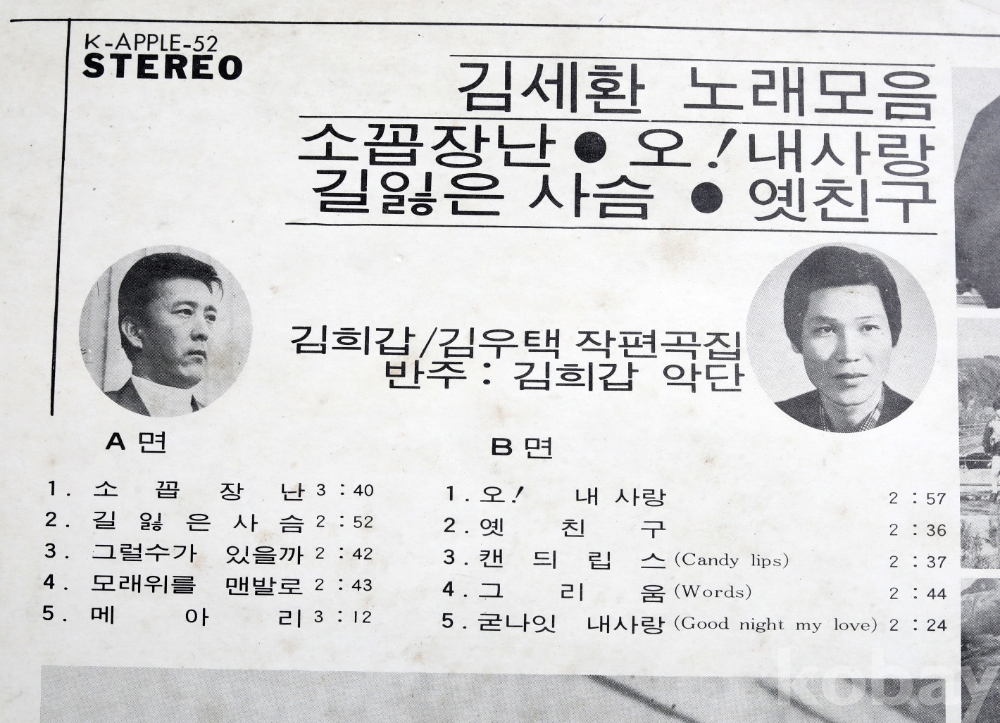 K-APPLE-52
STEREO
김세환 노래모음
소꼽장난 ● 오! 내사랑
길잃은 사슴 ● 옛친구
김희갑/김우택 작편곡집
반주 : 김희갑 악단
A 면
1. 소 꼽 장 난 3 : 40
2. 길 잃 은 사 슴 2 : 52
3. 그럴수가 있을까 2 : 42
4. 모래위를 맨발로 2 : 43
5. 메 아 리 3 : 12
B 면
1. 오! 내 사랑 2 : 57
2. 옛 친 구 2 : 36
3. 캔 듸 립 스 (Candy lips) 2 : 37
4. 그 리 움 (Words) 2 : 44
5. 굳나잇 내사랑 (Good night my love) 2 : 24
kobay